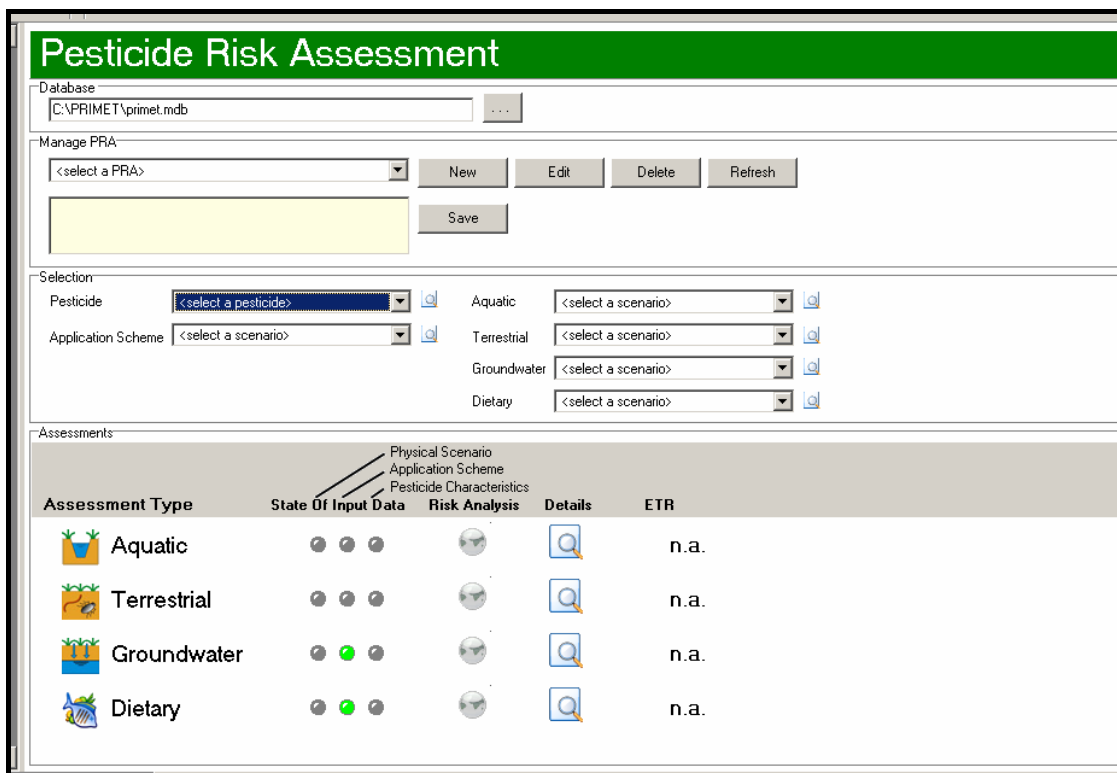 Pesticide Risk Assessment
Database
C:\PRIMET\primet.mdb
...
Manage PRA
<select a PRA>
New
Edit
Delete
Refresh
Save
Selection
Pesticide
<select a pesticide>
Aquatic
<select a scenario>
Application Scheme
<select a scenario>
Terrestrial
<select a scenario>
Groundwater
<select a scenario>
Dietary
<select a scenario>
Assessments
Physical Scenario
Application Scheme
Pesticide Characteristics
Assessment Type
State Of Input Data
Risk Analysis
Details
ETR
Aquatic
n.a.
Terrestrial
n.a.
Groundwater
n.a.
Dietary
n.a.